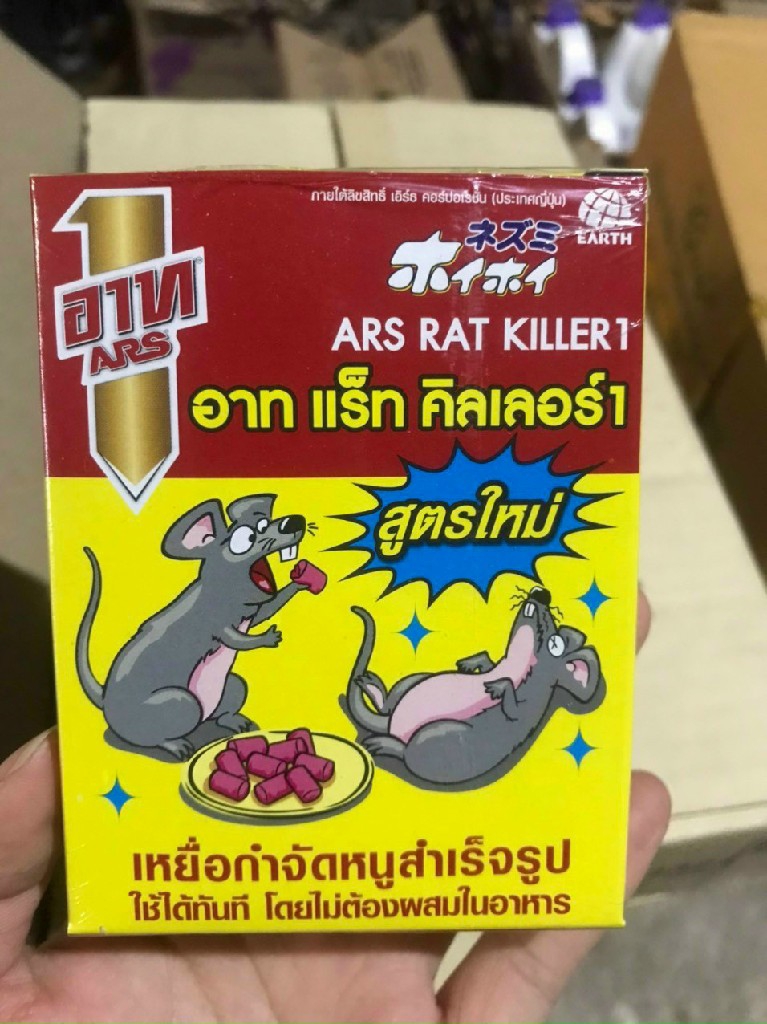 ภายใต้ลิขสิทธิ์ เอิร์ธ คอร์ปอเรชั่น (ประเทศญี่ปุ่น)
EARTH
ネズミ
ホイホイ
1
อาท
ARS
ARS RAT KILLER1
อาท แร็ท คิลเลอร์1
สูตรใหม่
เหยื่อกำจัดหนูสำเร็จรูป
ใช้ได้ทันที โดยไม่ต้องผสมในอาหาร